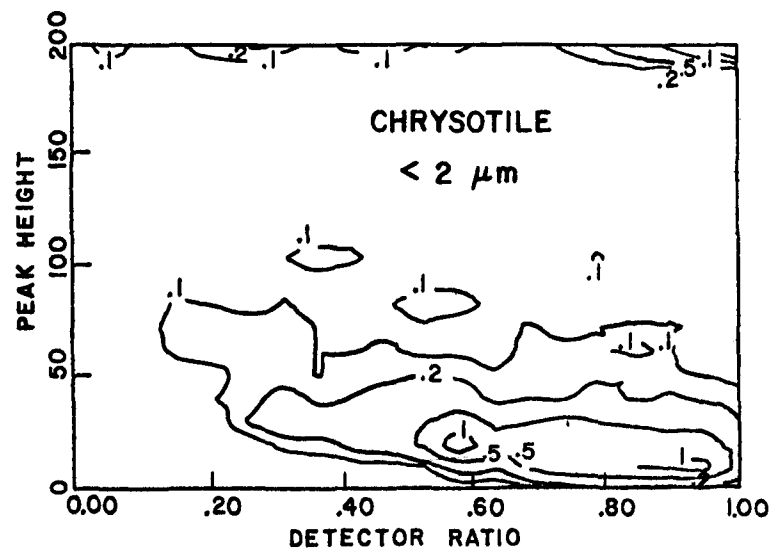 200
.1 .2 .1 .1 .2 .5 .1
CHRYSOTILE
< 2 μm
150
PEAK HEIGHT
.1
100
.1 .1 .1
.1 .1
50
.2
1
.5 .5 1
0
0.00 .20 .40 .60 .80 1.00
DETECTOR RATIO